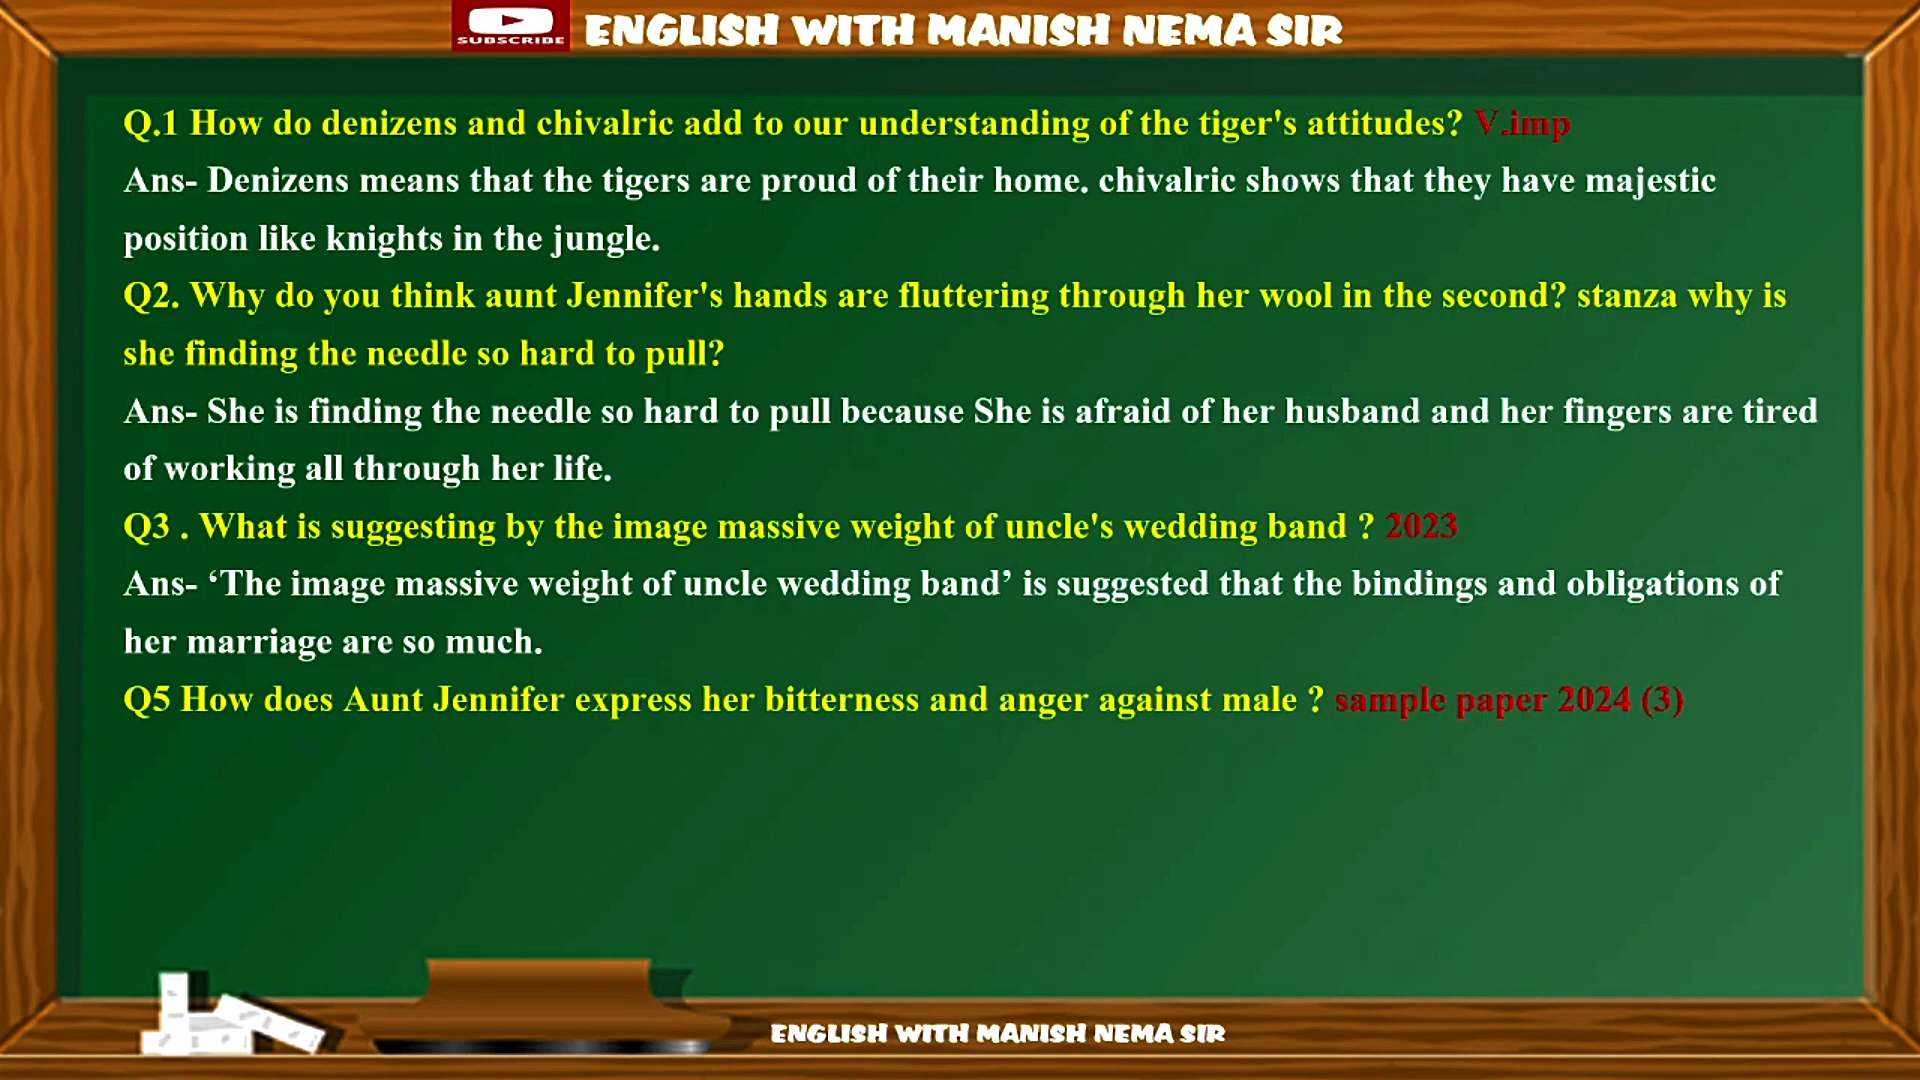 SUBSCRIBE
ENGLISH WITH MANISH NEMA SIR
Q.1 How do denizens and chivalric add to our understanding of the tiger's attitudes? V.imp
Ans- Denizens means that the tigers are proud of their home. chivalric shows that they have majestic
position like knights in the jungle.
Q2. Why do you think aunt Jennifer's hands are fluttering through her wool in the second? stanza why is
she finding the needle so hard to pull?
Ans- She is finding the needle so hard to pull because She is afraid of her husband and her fingers are tired
of working all through her life.
Q3 . What is suggesting by the image massive weight of uncle's wedding band ? 2023
Ans- ‘The image massive weight of uncle wedding band’ is suggested that the bindings and obligations of
her marriage are so much.
Q5 How does Aunt Jennifer express her bitterness and anger against male ? sample paper 2024 (3)
ENGLISH WITH MANISH NEMA SIR